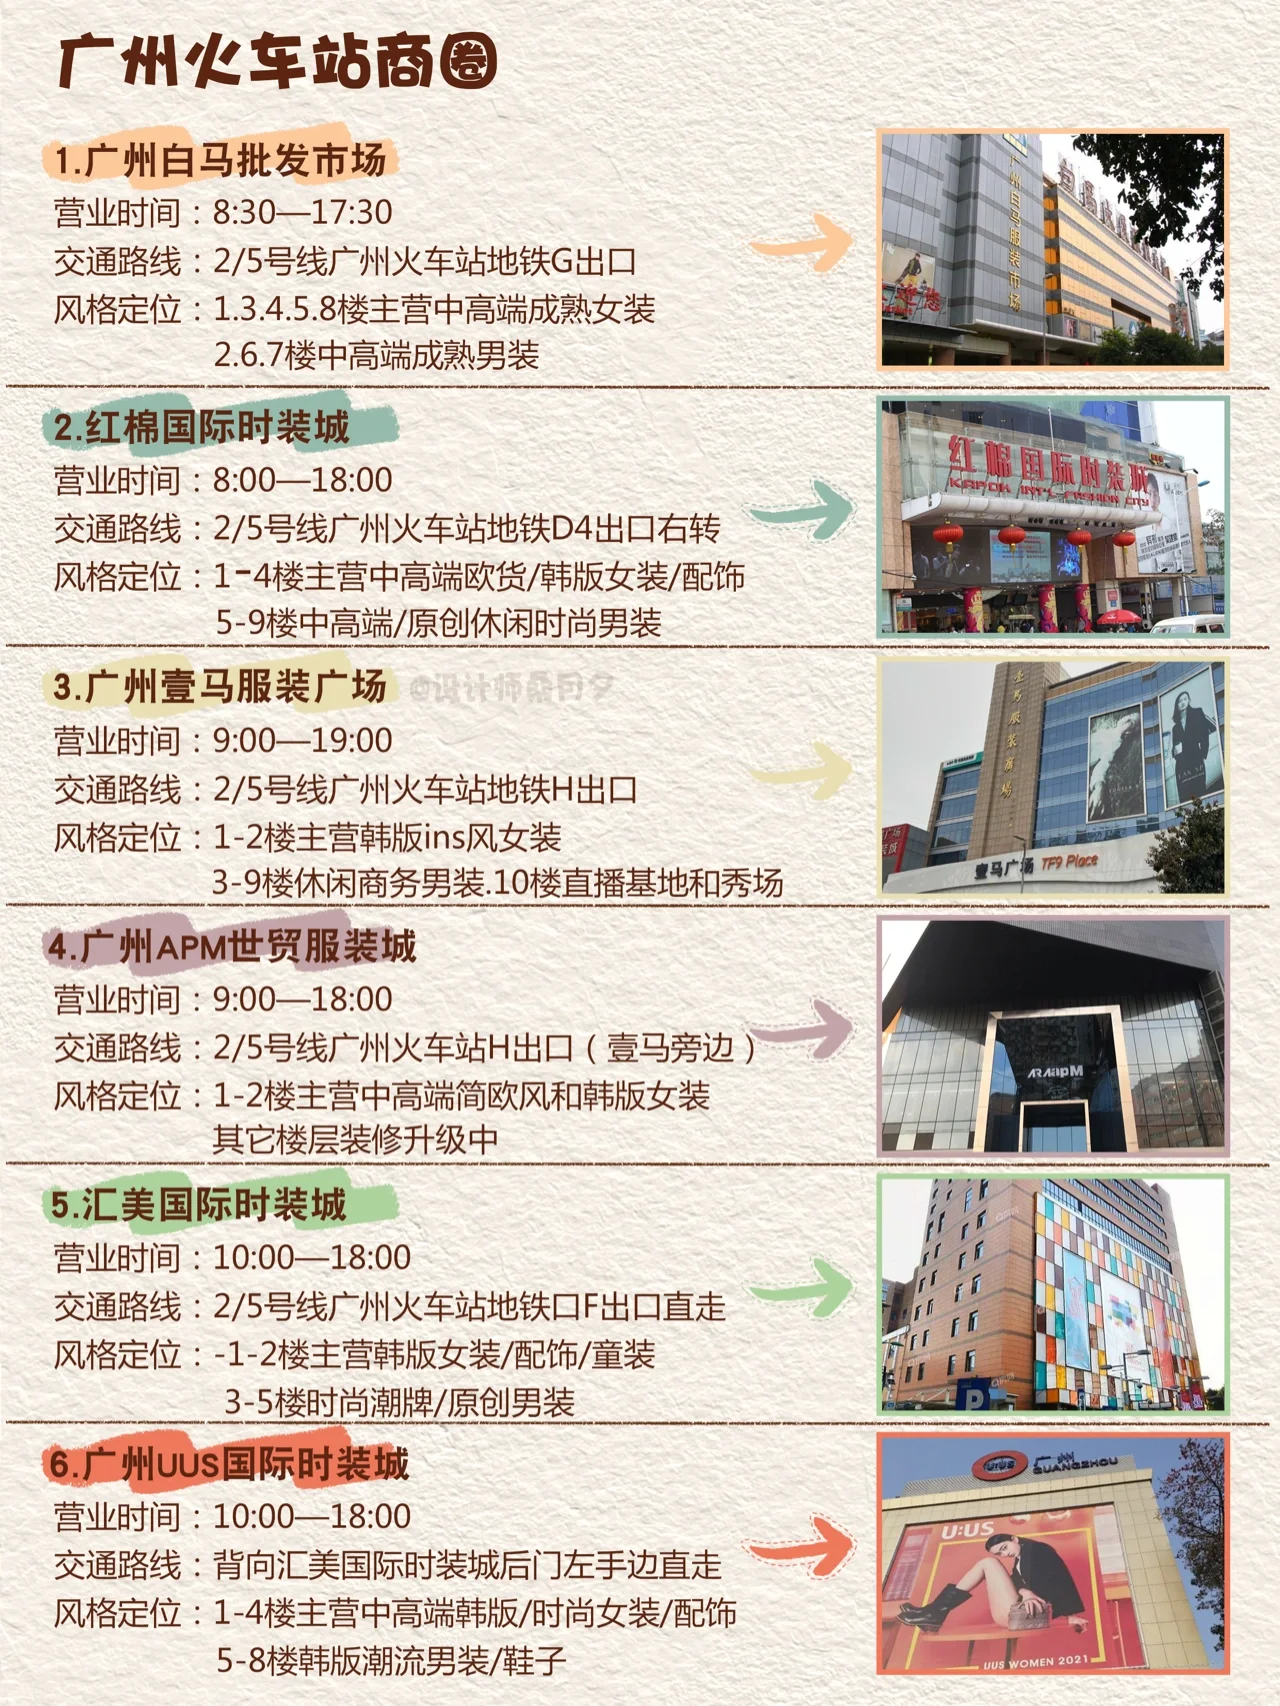 广州火车站商圈
1.广州白马批发市场
营业时间：8:30—17:30
交通路线：2/5号线广州火车站地铁G出口
风格定位：1.3.4.5.8楼主营中高端成熟女装
2.6.7楼中高端成熟男装
广州白马服装市场
2.红棉国际时装城
营业时间：8:00—18:00
交通路线：2/5号线广州火车站地铁D4出口右转
风格定位：1-4楼主营中高端欧货/韩版女装/配饰
5-9楼中高端/原创休闲时尚男装
红棉国际时装城
KAPOK INT'L FASHION CITY
3.广州壹马服装广场
营业时间：9:00—19:00
交通路线：2/5号线广州火车站地铁H出口
风格定位：1-2楼主营韩版ins风女装
3-9楼休闲商务男装.10楼直播基地和秀场
壹马服装广场
壹马广场 TF9 Place
4.广州APM世贸服装城
营业时间：9:00—18:00
交通路线：2/5号线广州火车站H出口（壹马旁边）
风格定位：1-2楼主营中高端简欧风和韩版女装
其它楼层装修升级中
5.汇美国际时装城
营业时间：10:00—18:00
交通路线：2/5号线广州火车站地铁口F出口直走
风格定位：-1-2楼主营韩版女装/配饰/童装
3-5楼时尚潮牌/原创男装
P
6.广州UUS国际时装城
营业时间：10:00—18:00
交通路线：背向汇美国际时装城后门左手边直走
风格定位：1-4楼主营中高端韩版/时尚女装/配饰
5-8楼韩版潮流男装/鞋子
U:US
广州
GUANGZHOU
U:US
UUS WOMEN 2021